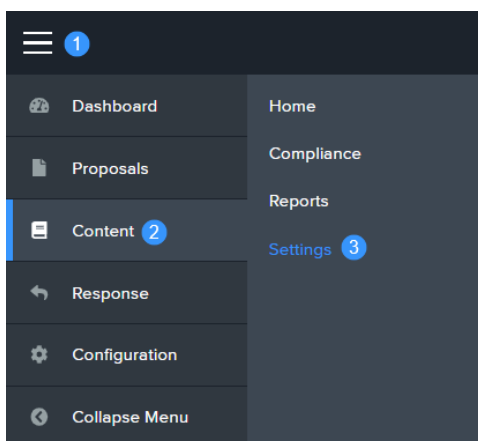 1
Dashboard
Proposals
Content 2
Response
Configuration
Collapse Menu
Home
Compliance
Reports
Settings 3